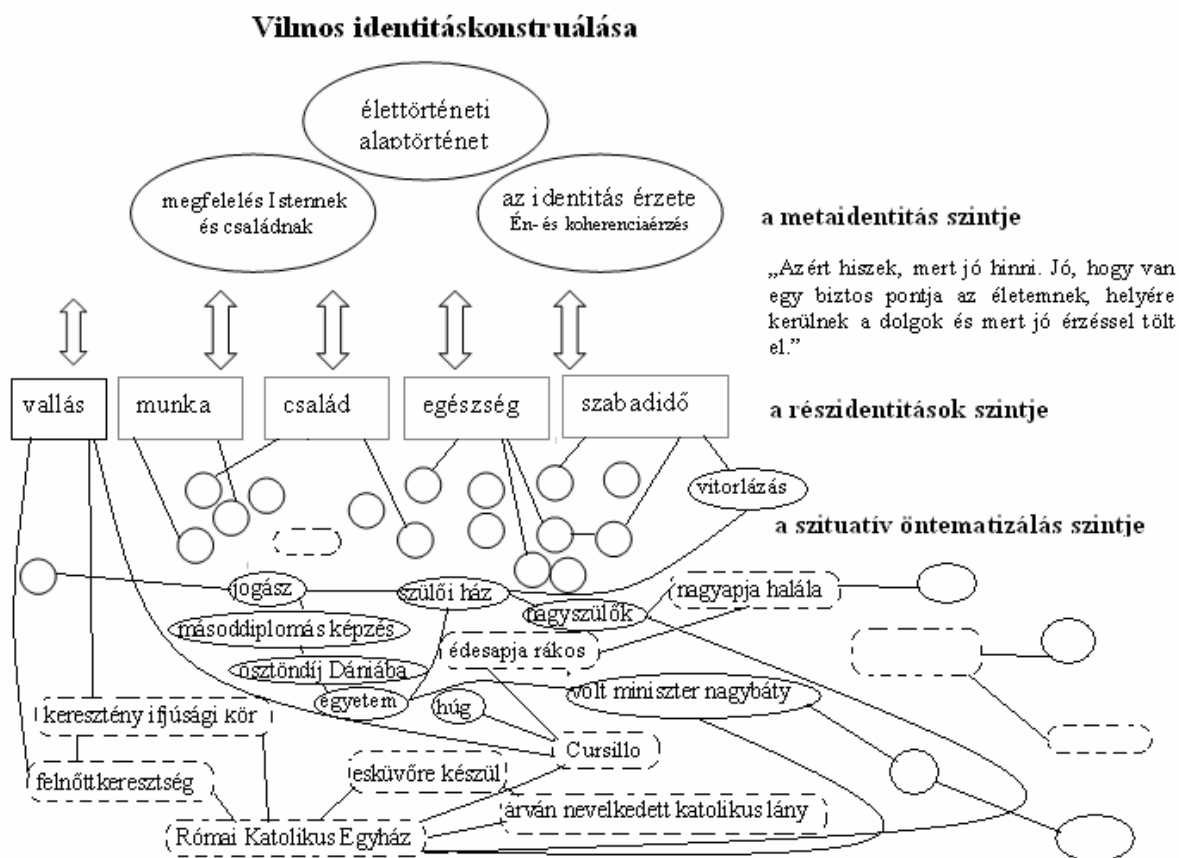 Vilmos identitáskonstruálása
élettörténeti
alaptörténet
megfelelés Istennek
és családnak
az identitás érzete
Én- és koherenciaérzés
a metaidentitás szintje
„Azért hiszek, mert jó hinni. Jó, hogy van
egy biztos pontja az életemnek, helyére
kerülnek a dolgok és mert jó érzéssel tölt
el.”
vallás
munka
család
egészség
szabadidő
a részidentitások szintje
vitorlázás
a szituatív öntematizálás szintje
jogász
szülői ház
nagyapja halála
nagyszülők
másoddiplomás képzés
édesapja rákos
ösztöndíj Dániába
egyetem
húg
volt miniszter nagybáty
keresztény ifjúsági kör
Cursillo
felnőttkeresztség
esküvőre készül
árván nevelkedett katolikus lány
Római Katolikus Egyház